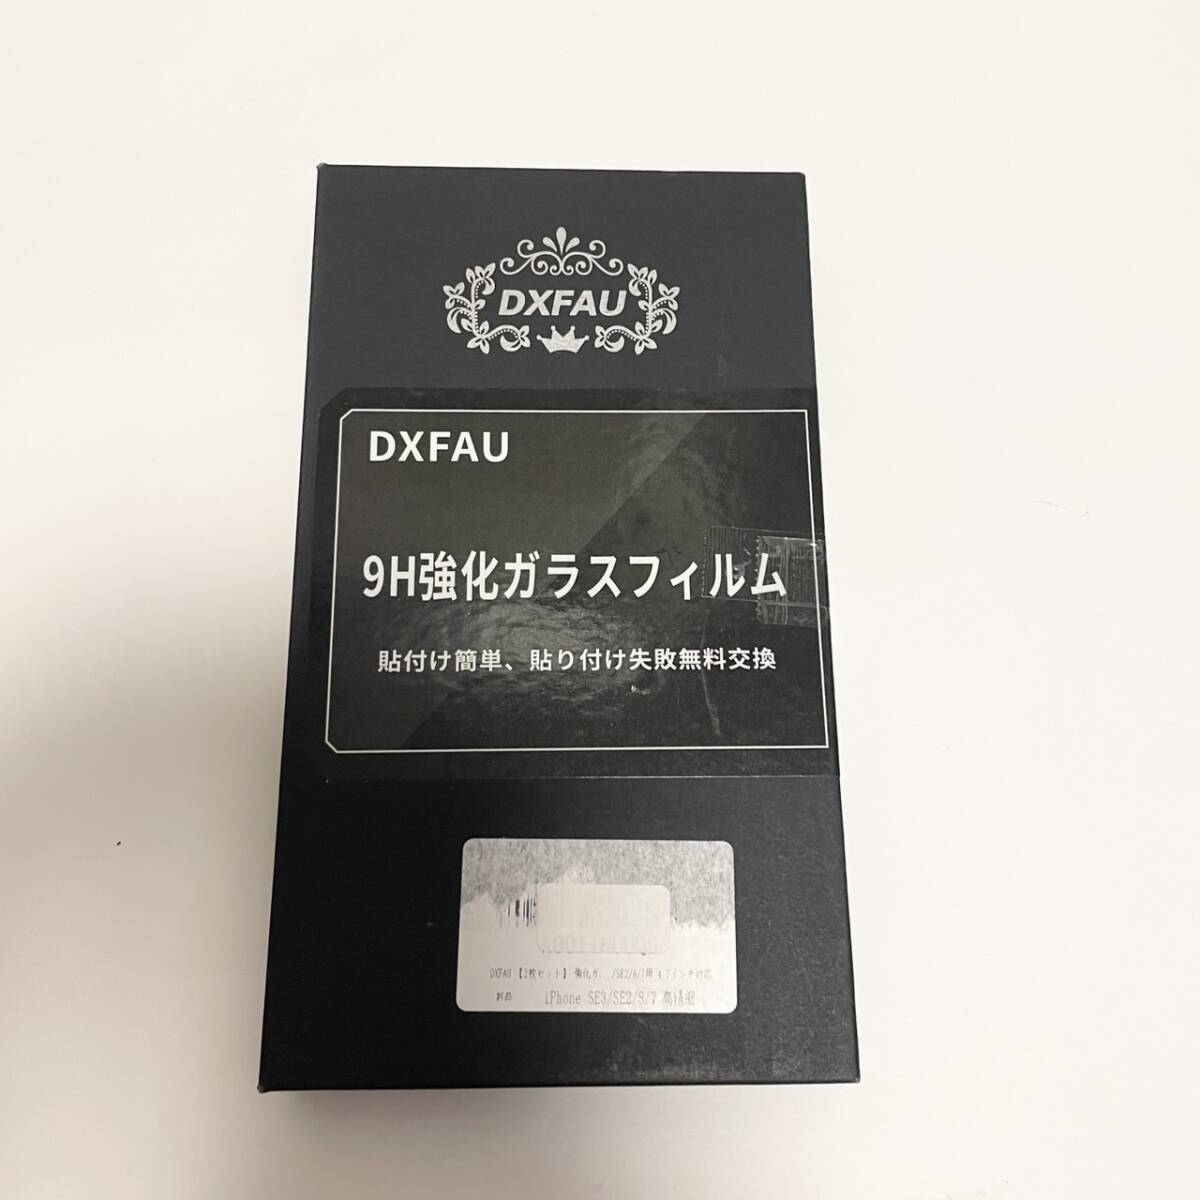 DXFAU
DXFAU
9H強化ガラスフィルム
貼付け簡単、貼り付け失敗無料交換
DXFAU 【2枚セット】 強化ガ.../SE2/8/7用 4.7インチ対応
新品 iPhone SE3/SE2/8/7 高精細